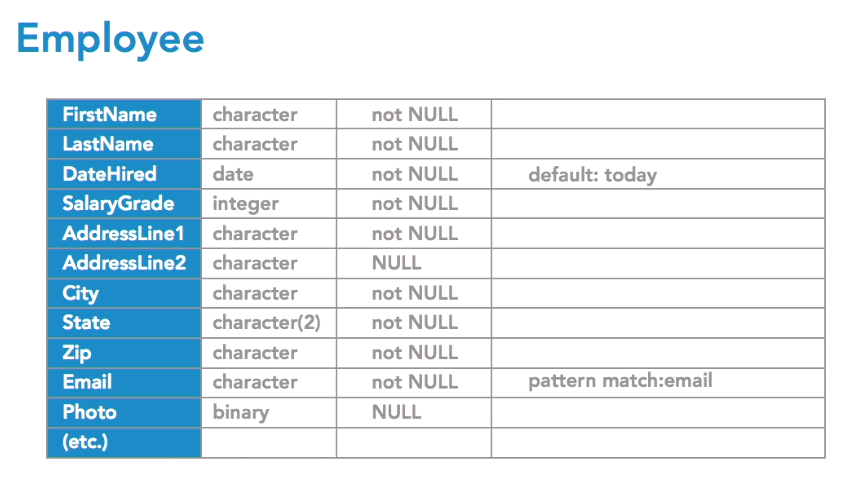 Employee
FirstName character not NULL
LastName character not NULL
DateHired date not NULL default: today
SalaryGrade integer not NULL
AddressLine1 character not NULL
AddressLine2 character NULL
City character not NULL
State character(2) not NULL
Zip character not NULL
Email character not NULL pattern match:email
Photo binary NULL
(etc.)